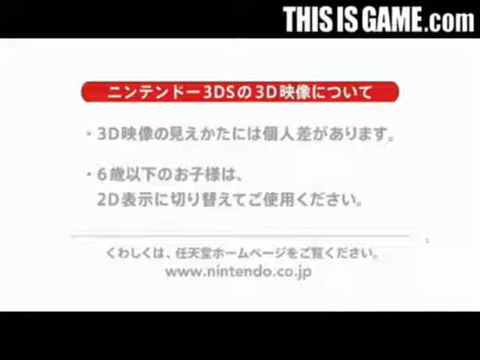 THIS IS GAME.com
ニンテンドー3DSの3D映像について
・3D映像の見えかたには個人差があります。
・6歳以下のお子様は、
2D表示に切り替えてご使用ください。
くわしくは、任天堂ホームページをご覧ください。
www.nintendo.co.jp